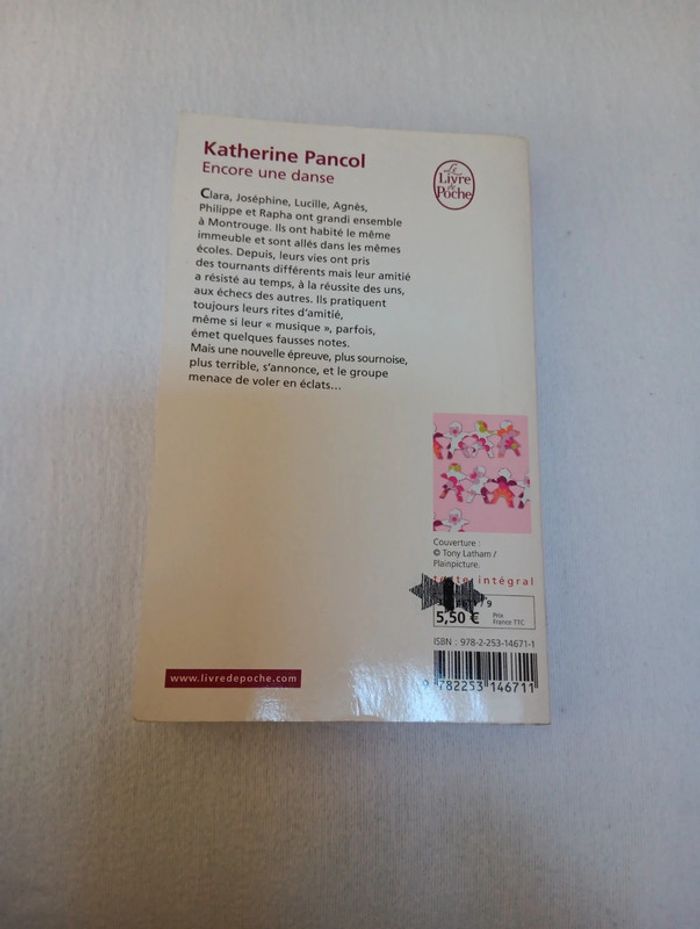 Katherine Pancol
Encore une danse
Le
Livre
de
Poche
Clara, Joséphine, Lucille, Agnès,
Philippe et Rapha ont grandi ensemble
à Montrouge. Ils ont habité le même
immeuble et sont allés dans les mêmes
écoles. Depuis, leurs vies ont pris
des tournants différents mais leur amitié
a résisté au temps, à la réussite des uns,
aux échecs des autres. Ils pratiquent
toujours leurs rites d'amitié,
même si leur « musique », parfois,
émet quelques fausses notes.
Mais une nouvelle épreuve, plus sournoise,
plus terrible, s'annonce, et le groupe
menace de voler en éclats...
Couverture :
© Tony Latham /
Plainpicture.
texte intégral
5,50 €
Prix
France TTC
ISBN : 978-2-253-14671-1
9 782253 146711
www.livredepoche.com